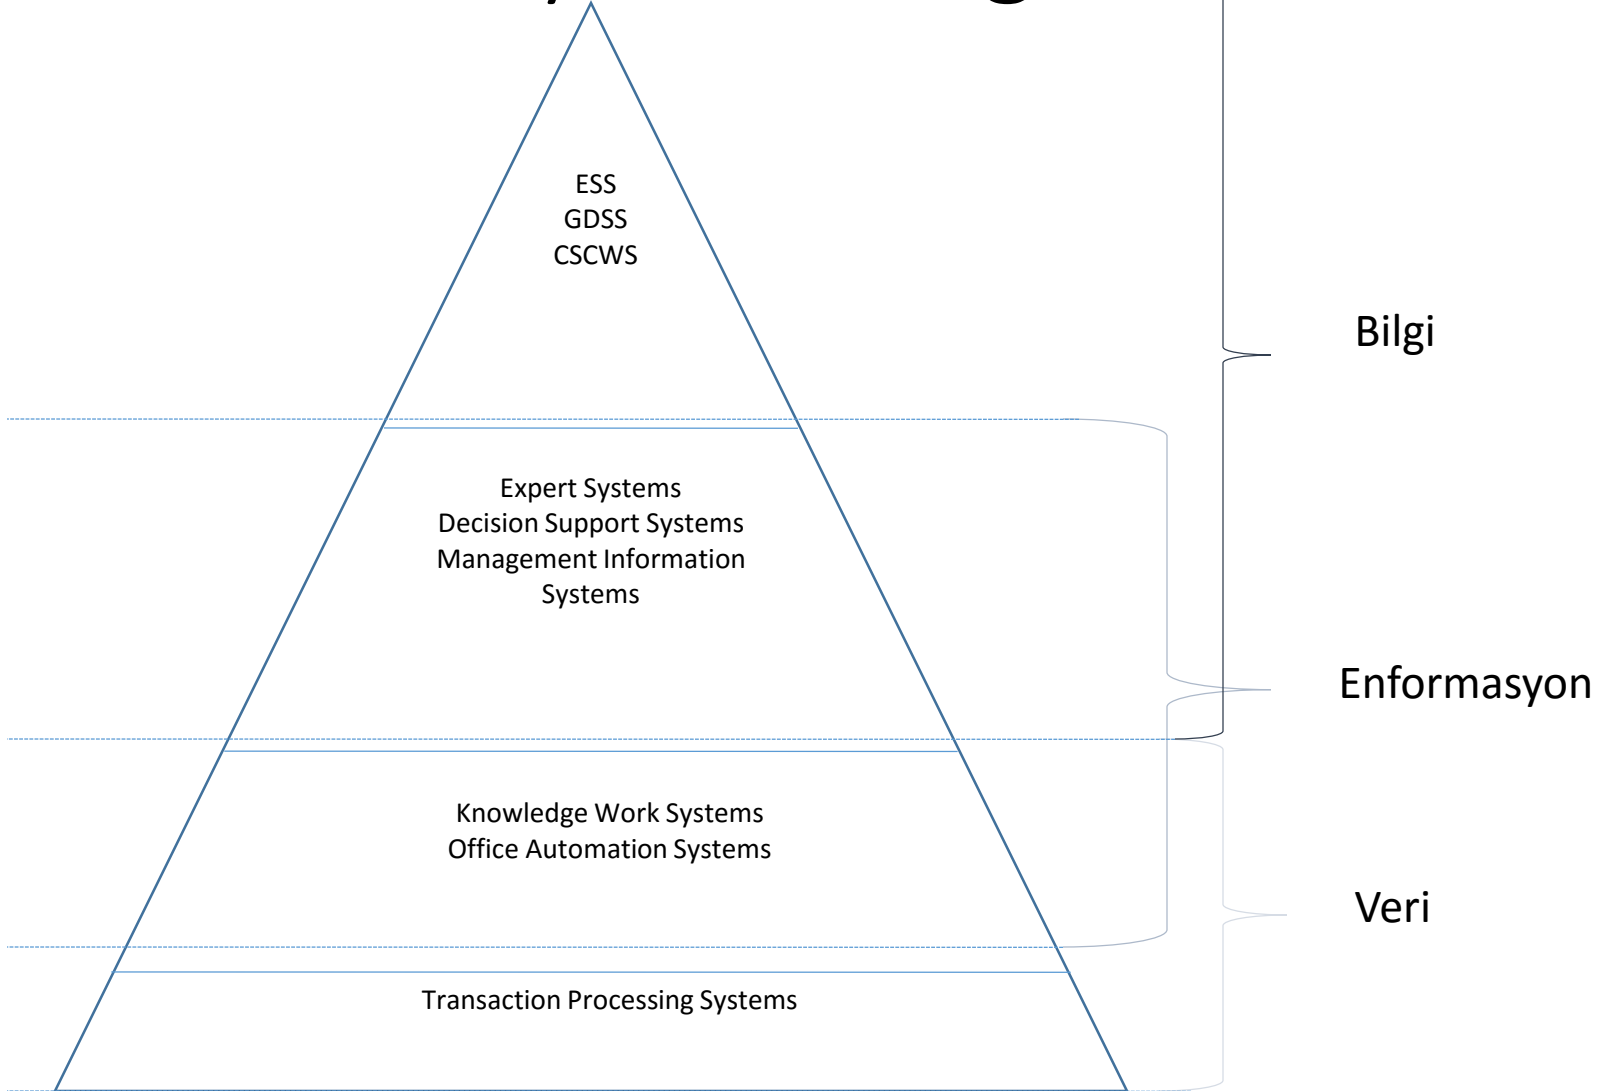 ESS
GDSS
CSCWS
Bilgi
Expert Systems
Decision Support Systems
Management Information
Systems
Enformasyon
Knowledge Work Systems
Office Automation Systems
Veri
Transaction Processing Systems